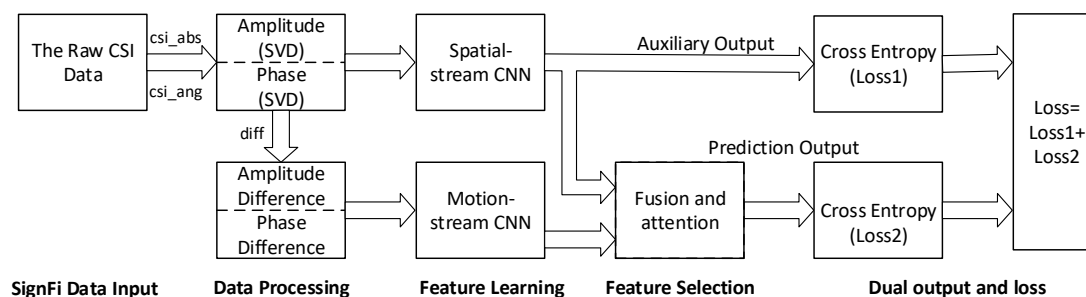 The Raw CSI
Data
csi_abs
csi_ang
Amplitude
(SVD)
Phase
(SVD)
diff
Amplitude
Difference
Phase
Difference
Spatial-
stream CNN
Motion-
stream CNN
Auxiliary Output
Prediction Output
Fusion and
attention
Cross Entropy
(Loss1)
Cross Entropy
(Loss2)
Loss=
Loss1+
Loss2
SignFi Data Input
Data Processing
Feature Learning
Feature Selection
Dual output and loss